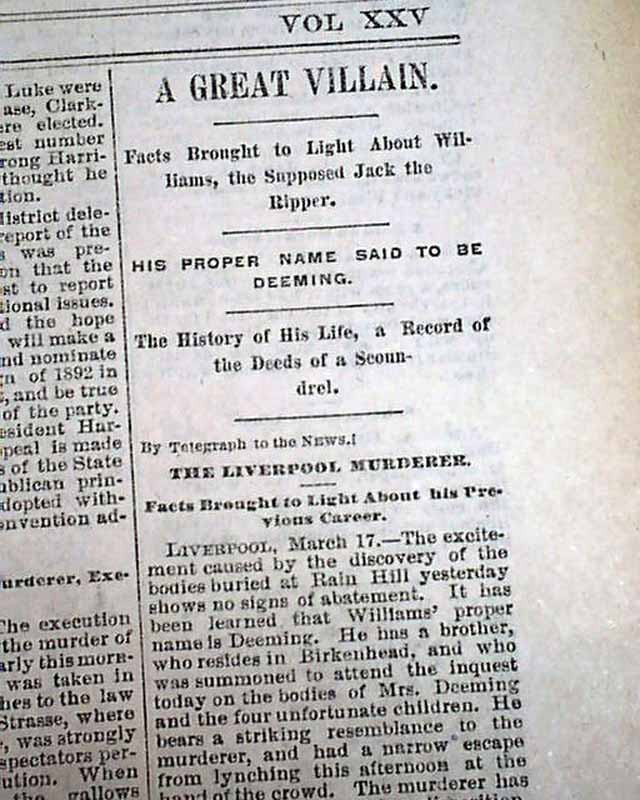 VOL XXV
Luke were
ase, Clark-
ere elected.
est number
rong Harri-
thought he
tion.
district dele-
report of the
s was pre-
on that the
st to report
tional issues.
d the hope
will make a
nd nominate
gn of 1892 in
, and be true
of the party.
esident Har-
peal is made
s of the State
ublican prin-
dopted with-
onvention ad-
urderer, Exe-
The execution
the murder of
arly this morn-
was taken in
hes to the law
Strasse, where
, was strongly
spectators per-
ution. When
the gallows
A GREAT VILLAIN.
Facts Brought to Light About Wil-
liams, the Supposed Jack the
Ripper.
HIS PROPER NAME SAID TO BE
DEEMING.
The History of His Life, a Record of
the Deeds of a Scoun-
drel.
By Telegraph to the NEWS.]
THE LIVERPOOL MURDERER.
Facts Brought to Light About his Pre-
vious Career.
LIVERPOOL, March 17.—The excite-
ment caused by the discovery of the
bodies buried at Rain Hill yesterday
shows no signs of abatement. It has
been learned that Williams' proper
name is Deeming. He has a brother,
who resides in Birkenhead, and who
was summoned to attend the inquest
today on the bodies of Mrs. Deeming
and the four unfortunate children. He
bears a striking resemblance to the
murderer, and had a narrow escape
from lynching this afternoon at the
hand of the crowd. The murderer has